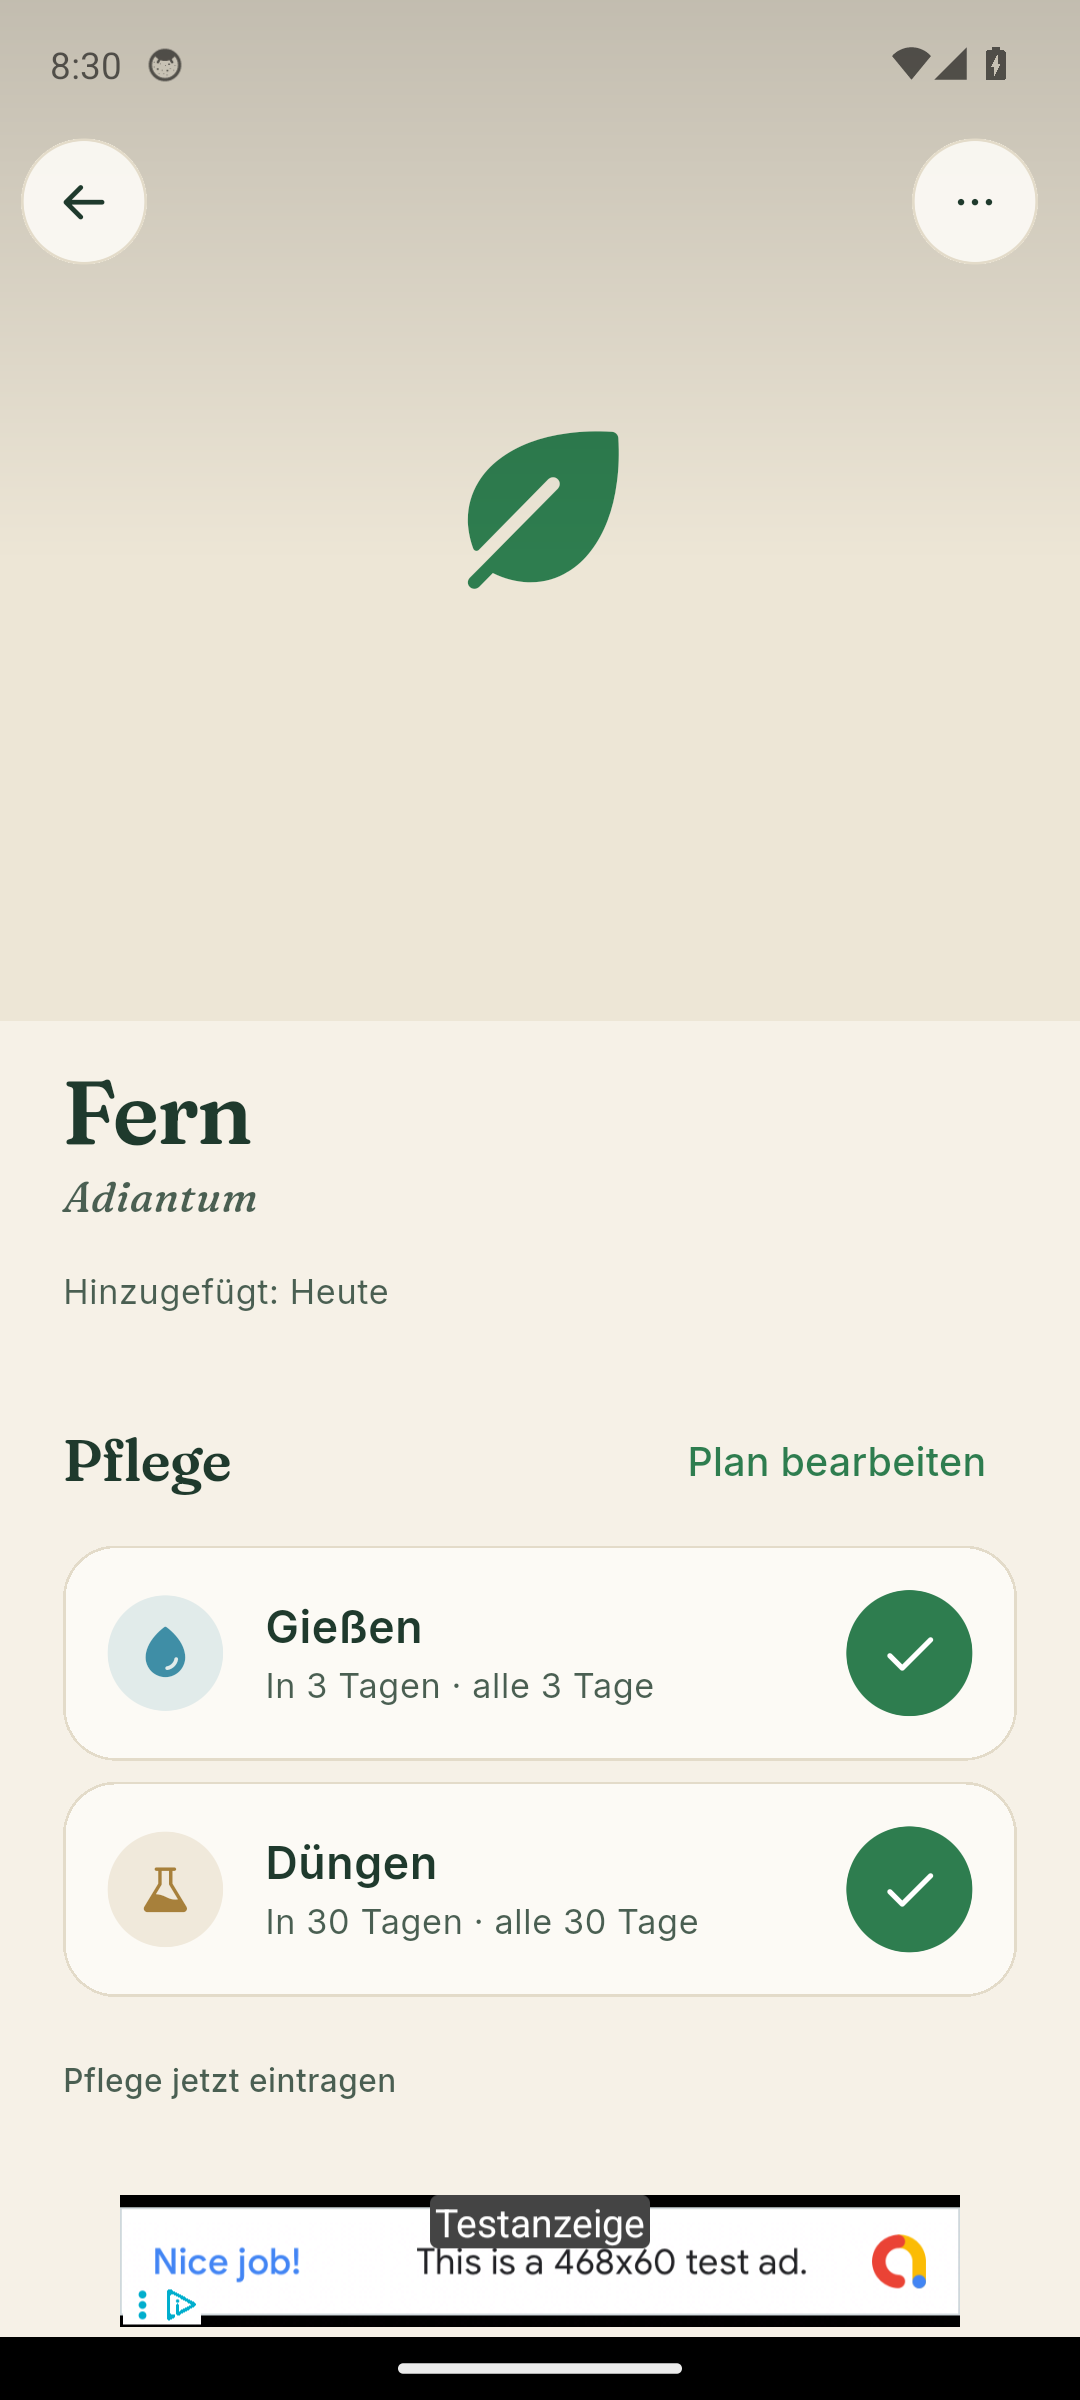 8:30
Fern
Adiantum
Hinzugefügt: Heute
Pflege
Plan bearbeiten
Gießen
In 3 Tagen · alle 3 Tage
Düngen
In 30 Tagen · alle 30 Tage
Pflege jetzt eintragen
Testanzeige
Nice job!
This is a 468x60 test ad.